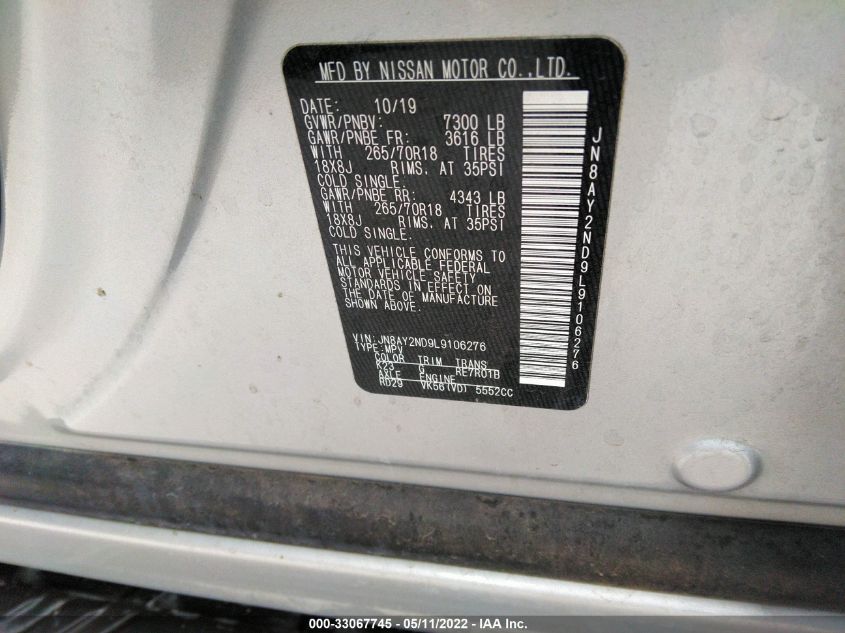 MFD BY NISSAN MOTOR CO.,LTD.
DATE: 10/19
GVWR/PNBV: 7300 LB
GAWR/PNBE FR: 3616 LB
WITH 265/70R18 TIRES
18X8J RIMS. AT 35PSI
COLD SINGLE.
GAWR/PNBE RR: 4343 LB
WITH 265/70R18 TIRES
18X8J RIMS. AT 35PSI
COLD SINGLE.
THIS VEHICLE CONFORMS TO
ALL APPLICABLE FEDERAL
MOTOR VEHICLE SAFETY
STANDARDS IN EFFECT ON
THE DATE OF MANUFACTURE
SHOWN ABOVE.
VIN: JN8AY2ND9L9106276
TYPE: MPV
COLOR TRIM TRANS
K23 G RE7R01B
AXLE ENGINE
RD29 VK56(VD) 5552CC
JN8AY2ND9L9106276
000-33067745 - 05/11/2022 - IAA Inc.